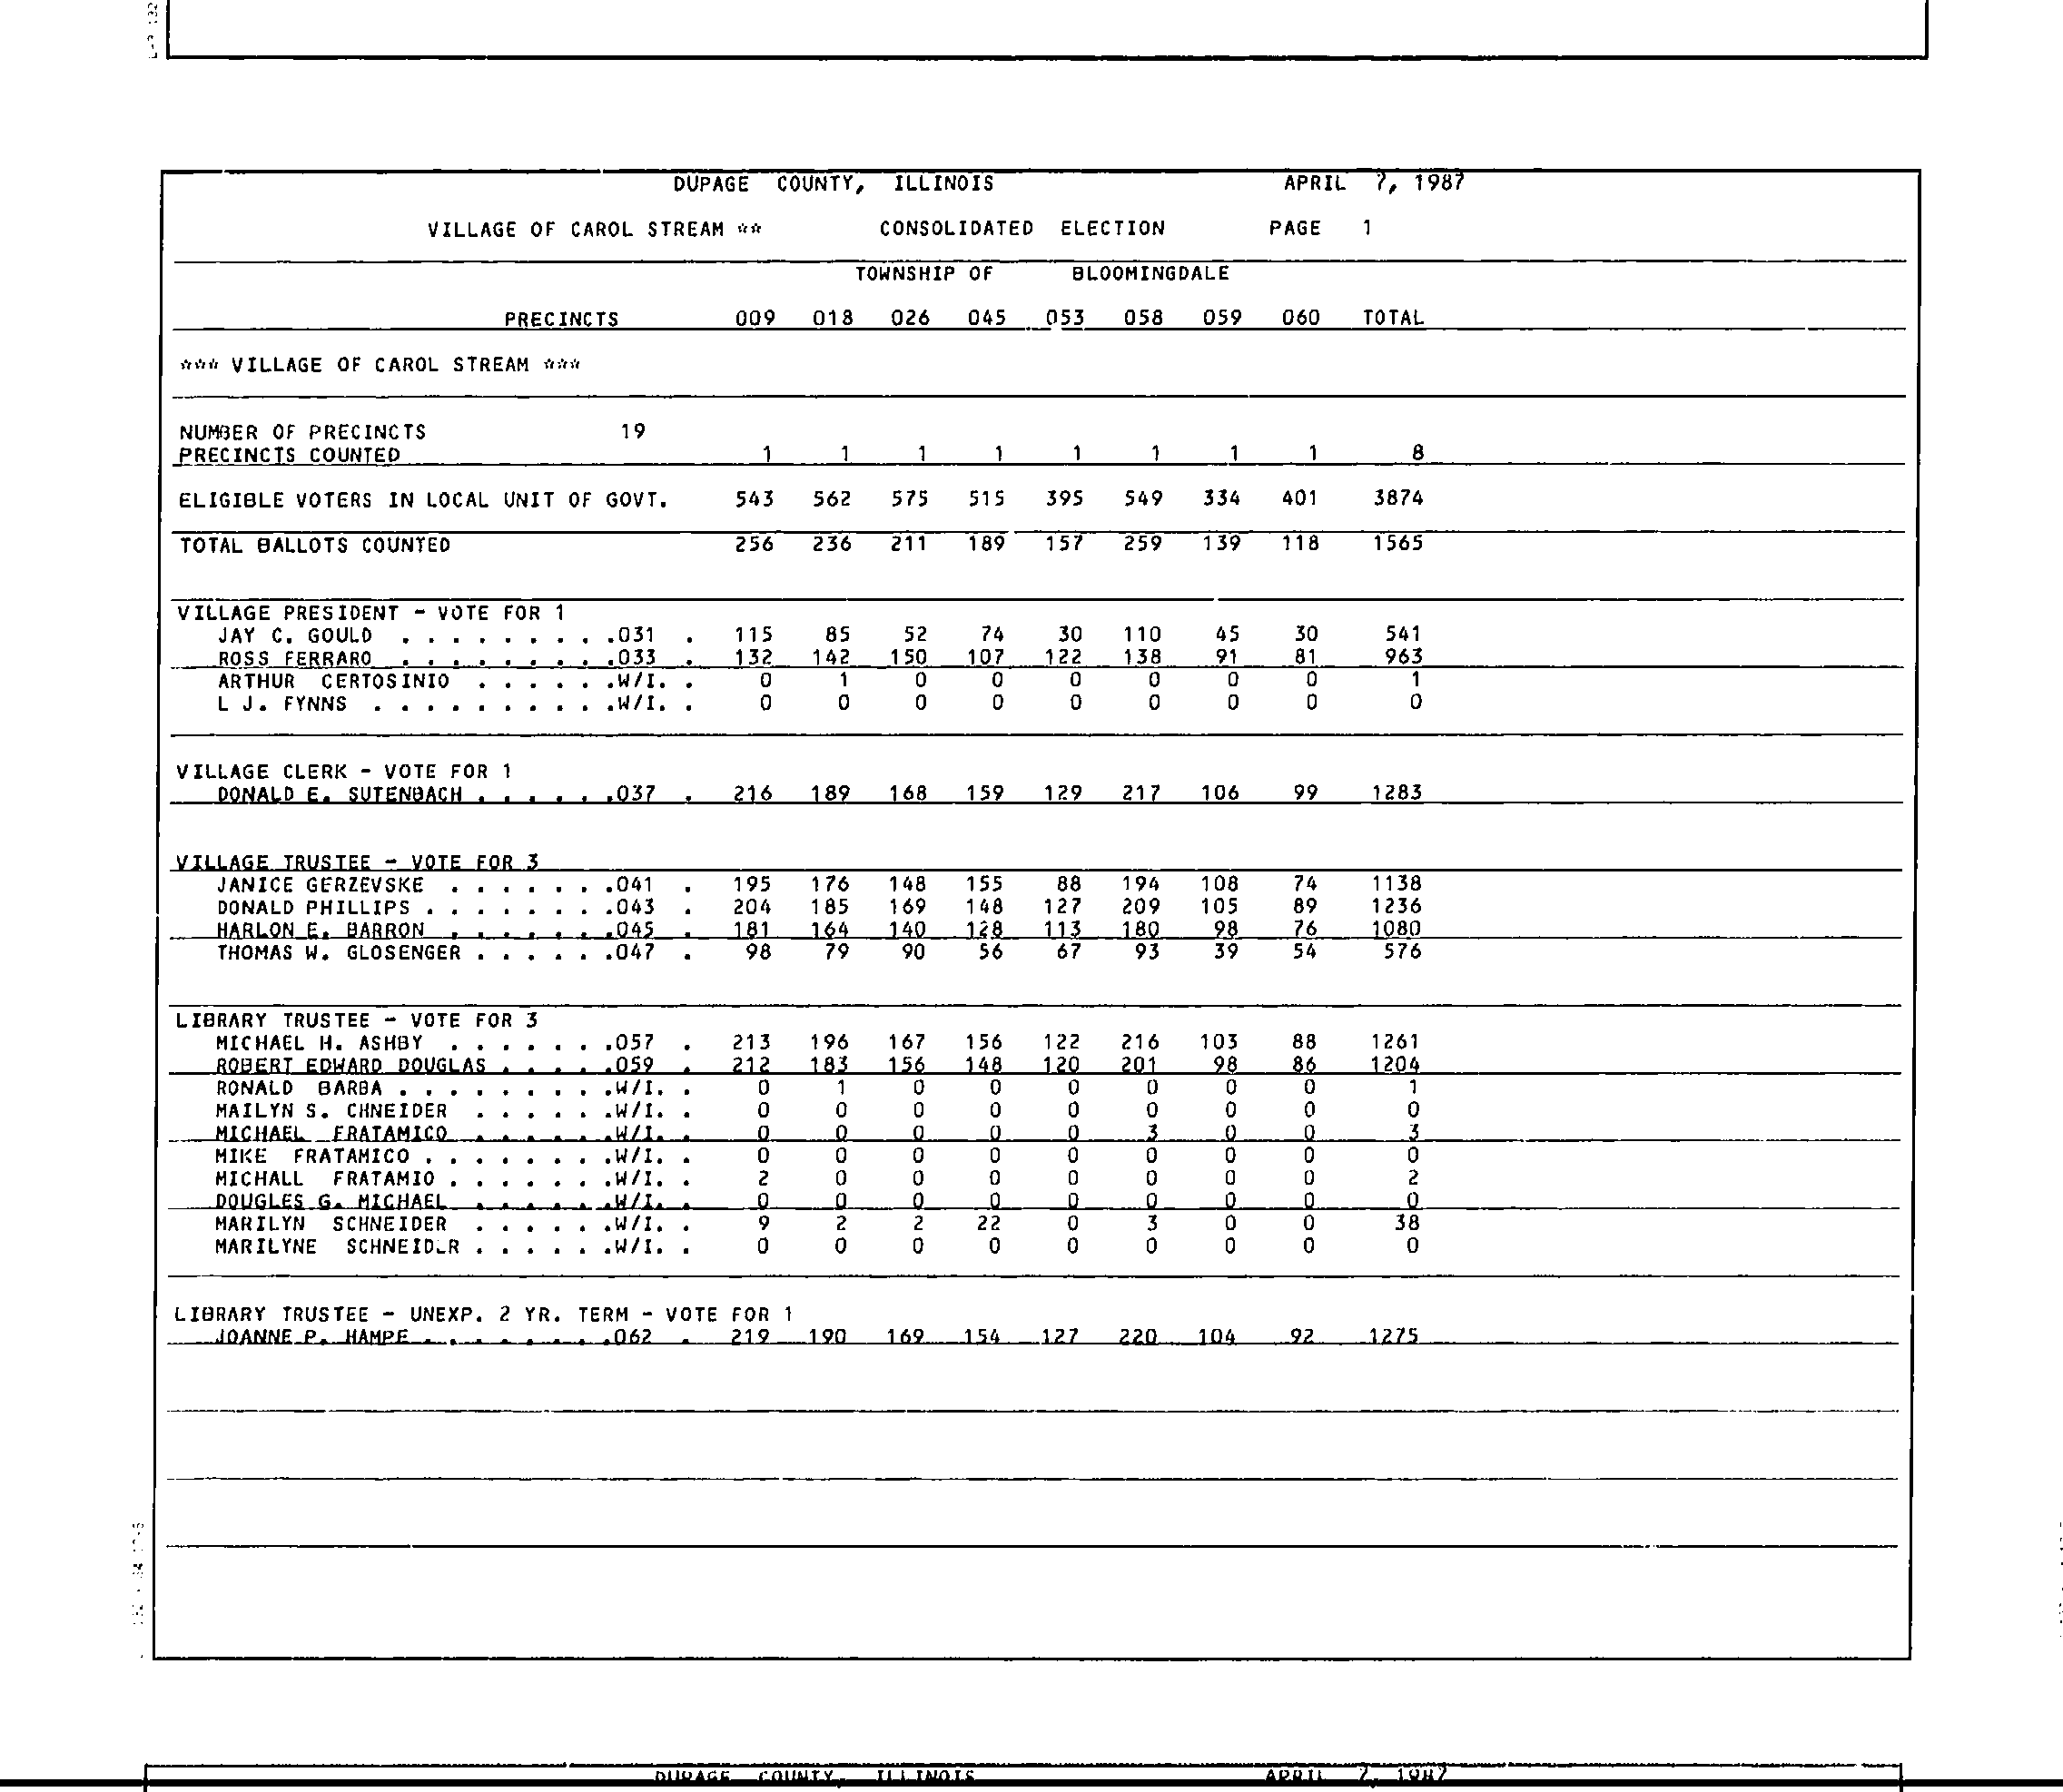 DUPAGE COUNTY, ILLINOIS APRIL 7, 1987
VILLAGE OF CAROL STREAM ** CONSOLIDATED ELECTION PAGE 1
TOWNSHIP OF BLOOMINGDALE
PRECINCTS 009 018 026 045 053 058 059 060 TOTAL
*** VILLAGE OF CAROL STREAM ***
NUMBER OF PRECINCTS 19
PRECINCTS COUNTED 1 1 1 1 1 1 1 1 8
ELIGIBLE VOTERS IN LOCAL UNIT OF GOVT. 543 562 575 515 395 549 334 401 3874
TOTAL BALLOTS COUNTED 256 236 211 189 157 259 139 118 1565
VILLAGE PRESIDENT - VOTE FOR 1
JAY C. GOULD . . . . . . . . .031 . 115 85 52 74 30 110 45 30 541
ROSS FERRARO . . . . . . . . .033 . 132 142 150 107 122 138 91 81 963
ARTHUR CERTOSINIO . . . . . .W/I. . 0 1 0 0 0 0 0 0 1
L J. FYNNS . . . . . . . . . .W/I. . 0 0 0 0 0 0 0 0 0
VILLAGE CLERK - VOTE FOR 1
DONALD E. SUTENBACH . . . . . .037 . 216 189 168 159 129 217 106 99 1283
VILLAGE TRUSTEE - VOTE FOR 3
JANICE GERZEVSKE . . . . . . .041 . 195 176 148 155 88 194 108 74 1138
DONALD PHILLIPS . . . . . . . .043 . 204 185 169 148 127 209 105 89 1236
HARLON E. BARRON . . . . . . .045 . 181 164 140 128 113 180 98 76 1080
THOMAS W. GLOSENGER . . . . . .047 . 98 79 90 56 67 93 39 54 576
LIBRARY TRUSTEE - VOTE FOR 3
MICHAEL H. ASHBY . . . . . . .057 . 213 196 167 156 122 216 103 88 1261
ROBERT EDWARD DOUGLAS . . . . .059 . 212 183 156 148 120 201 98 86 1204
RONALD BARBA . . . . . . . . .W/I. . 0 1 0 0 0 0 0 0 1
MAILYN S. CHNEIDER . . . . . .W/I. . 0 0 0 0 0 0 0 0 0
MICHAEL FRATAMICO . . . . . .W/I. . 0 0 0 0 0 3 0 0 3
MIKE FRATAMICO . . . . . . . .W/I. . 0 0 0 0 0 0 0 0 0
MICHALL FRATAMIO . . . . . . .W/I. . 2 0 0 0 0 0 0 0 2
DOUGLES G. MICHAEL . . . . . .W/I. . 0 0 0 0 0 0 0 0 0
MARILYN SCHNEIDER . . . . . .W/I. . 9 2 2 22 0 3 0 0 38
MARILYNE SCHNEIDER . . . . . .W/I. . 0 0 0 0 0 0 0 0 0
LIBRARY TRUSTEE - UNEXP. 2 YR. TERM - VOTE FOR 1
JOANNE P. HAMPE . . . . . . . .062 . 219 190 169 154 127 220 104 92 1275
DUPAGE COUNTY, ILLINOIS APRIL 7, 1987